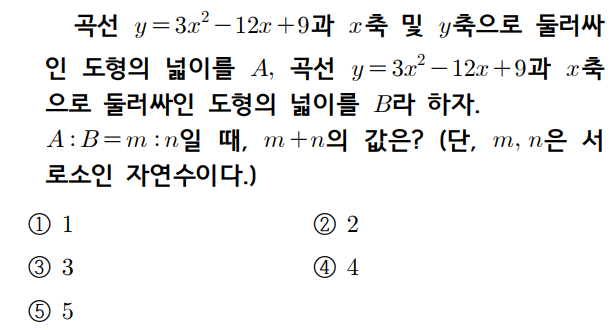 곡선 $y=3x^2-12x+9$과 $x$축 및 $y$축으로 둘러싸
인 도형의 넓이를 $A$, 곡선 $y=3x^2-12x+9$과 $x$축
으로 둘러싸인 도형의 넓이를 $B$라 하자.
$A:B=m:n$일 때, $m+n$의 값은? (단, $m$, $n$은 서
로소인 자연수이다.)
① 1 ② 2
③ 3 ④ 4
⑤ 5